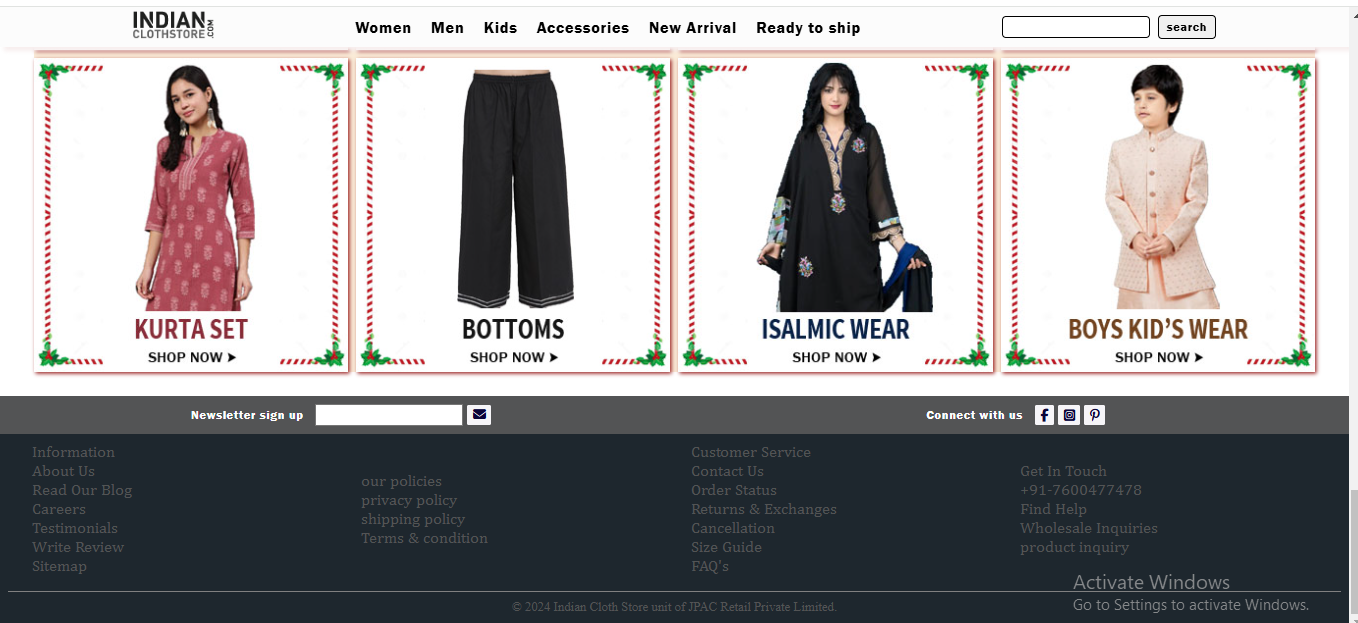 INDIAN
CLOTHSTORE.COM
Women Men Kids Accessories New Arrival Ready to ship
search
KURTA SET
SHOP NOW
BOTTOMS
SHOP NOW
ISALMIC WEAR
SHOP NOW
BOYS KID'S WEAR
SHOP NOW
Newsletter sign up
Connect with us
Information
About Us
Read Our Blog
Careers
Testimonials
Write Review
Sitemap
our policies
privacy policy
shipping policy
Terms & condition
Customer Service
Contact Us
Order Status
Returns & Exchanges
Cancellation
Size Guide
FAQ's
Get In Touch
+91-7600477478
Find Help
Wholesale Inquiries
product inquiry
Activate Windows
Go to Settings to activate Windows.
© 2024 Indian Cloth Store unit of JPAC Retail Private Limited.